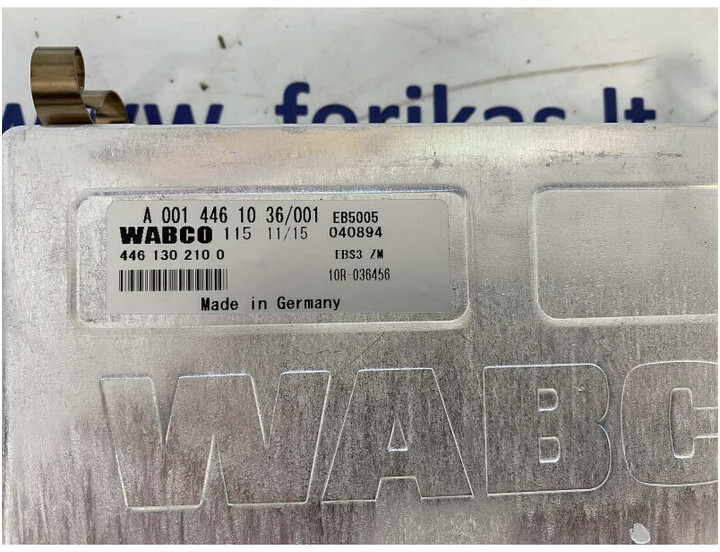 www.forikas.lt
A 001 446 10 36/001 EB5005
WABCO 115 11/15 040894
446 130 210 0 EBS3 ZM
10R-036456
Made in Germany
WABC